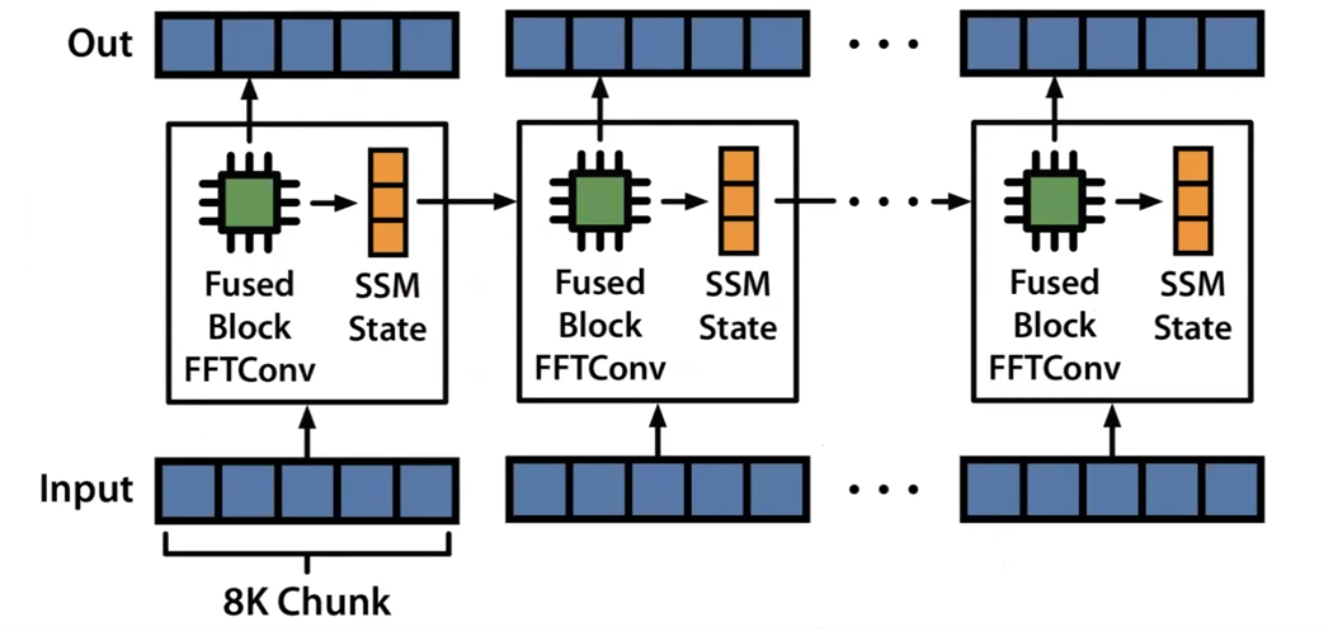 Out
Fused
Block
FFTConv
SSM
State
Fused
Block
FFTConv
SSM
State
Fused
Block
FFTConv
SSM
State
Input
8K Chunk